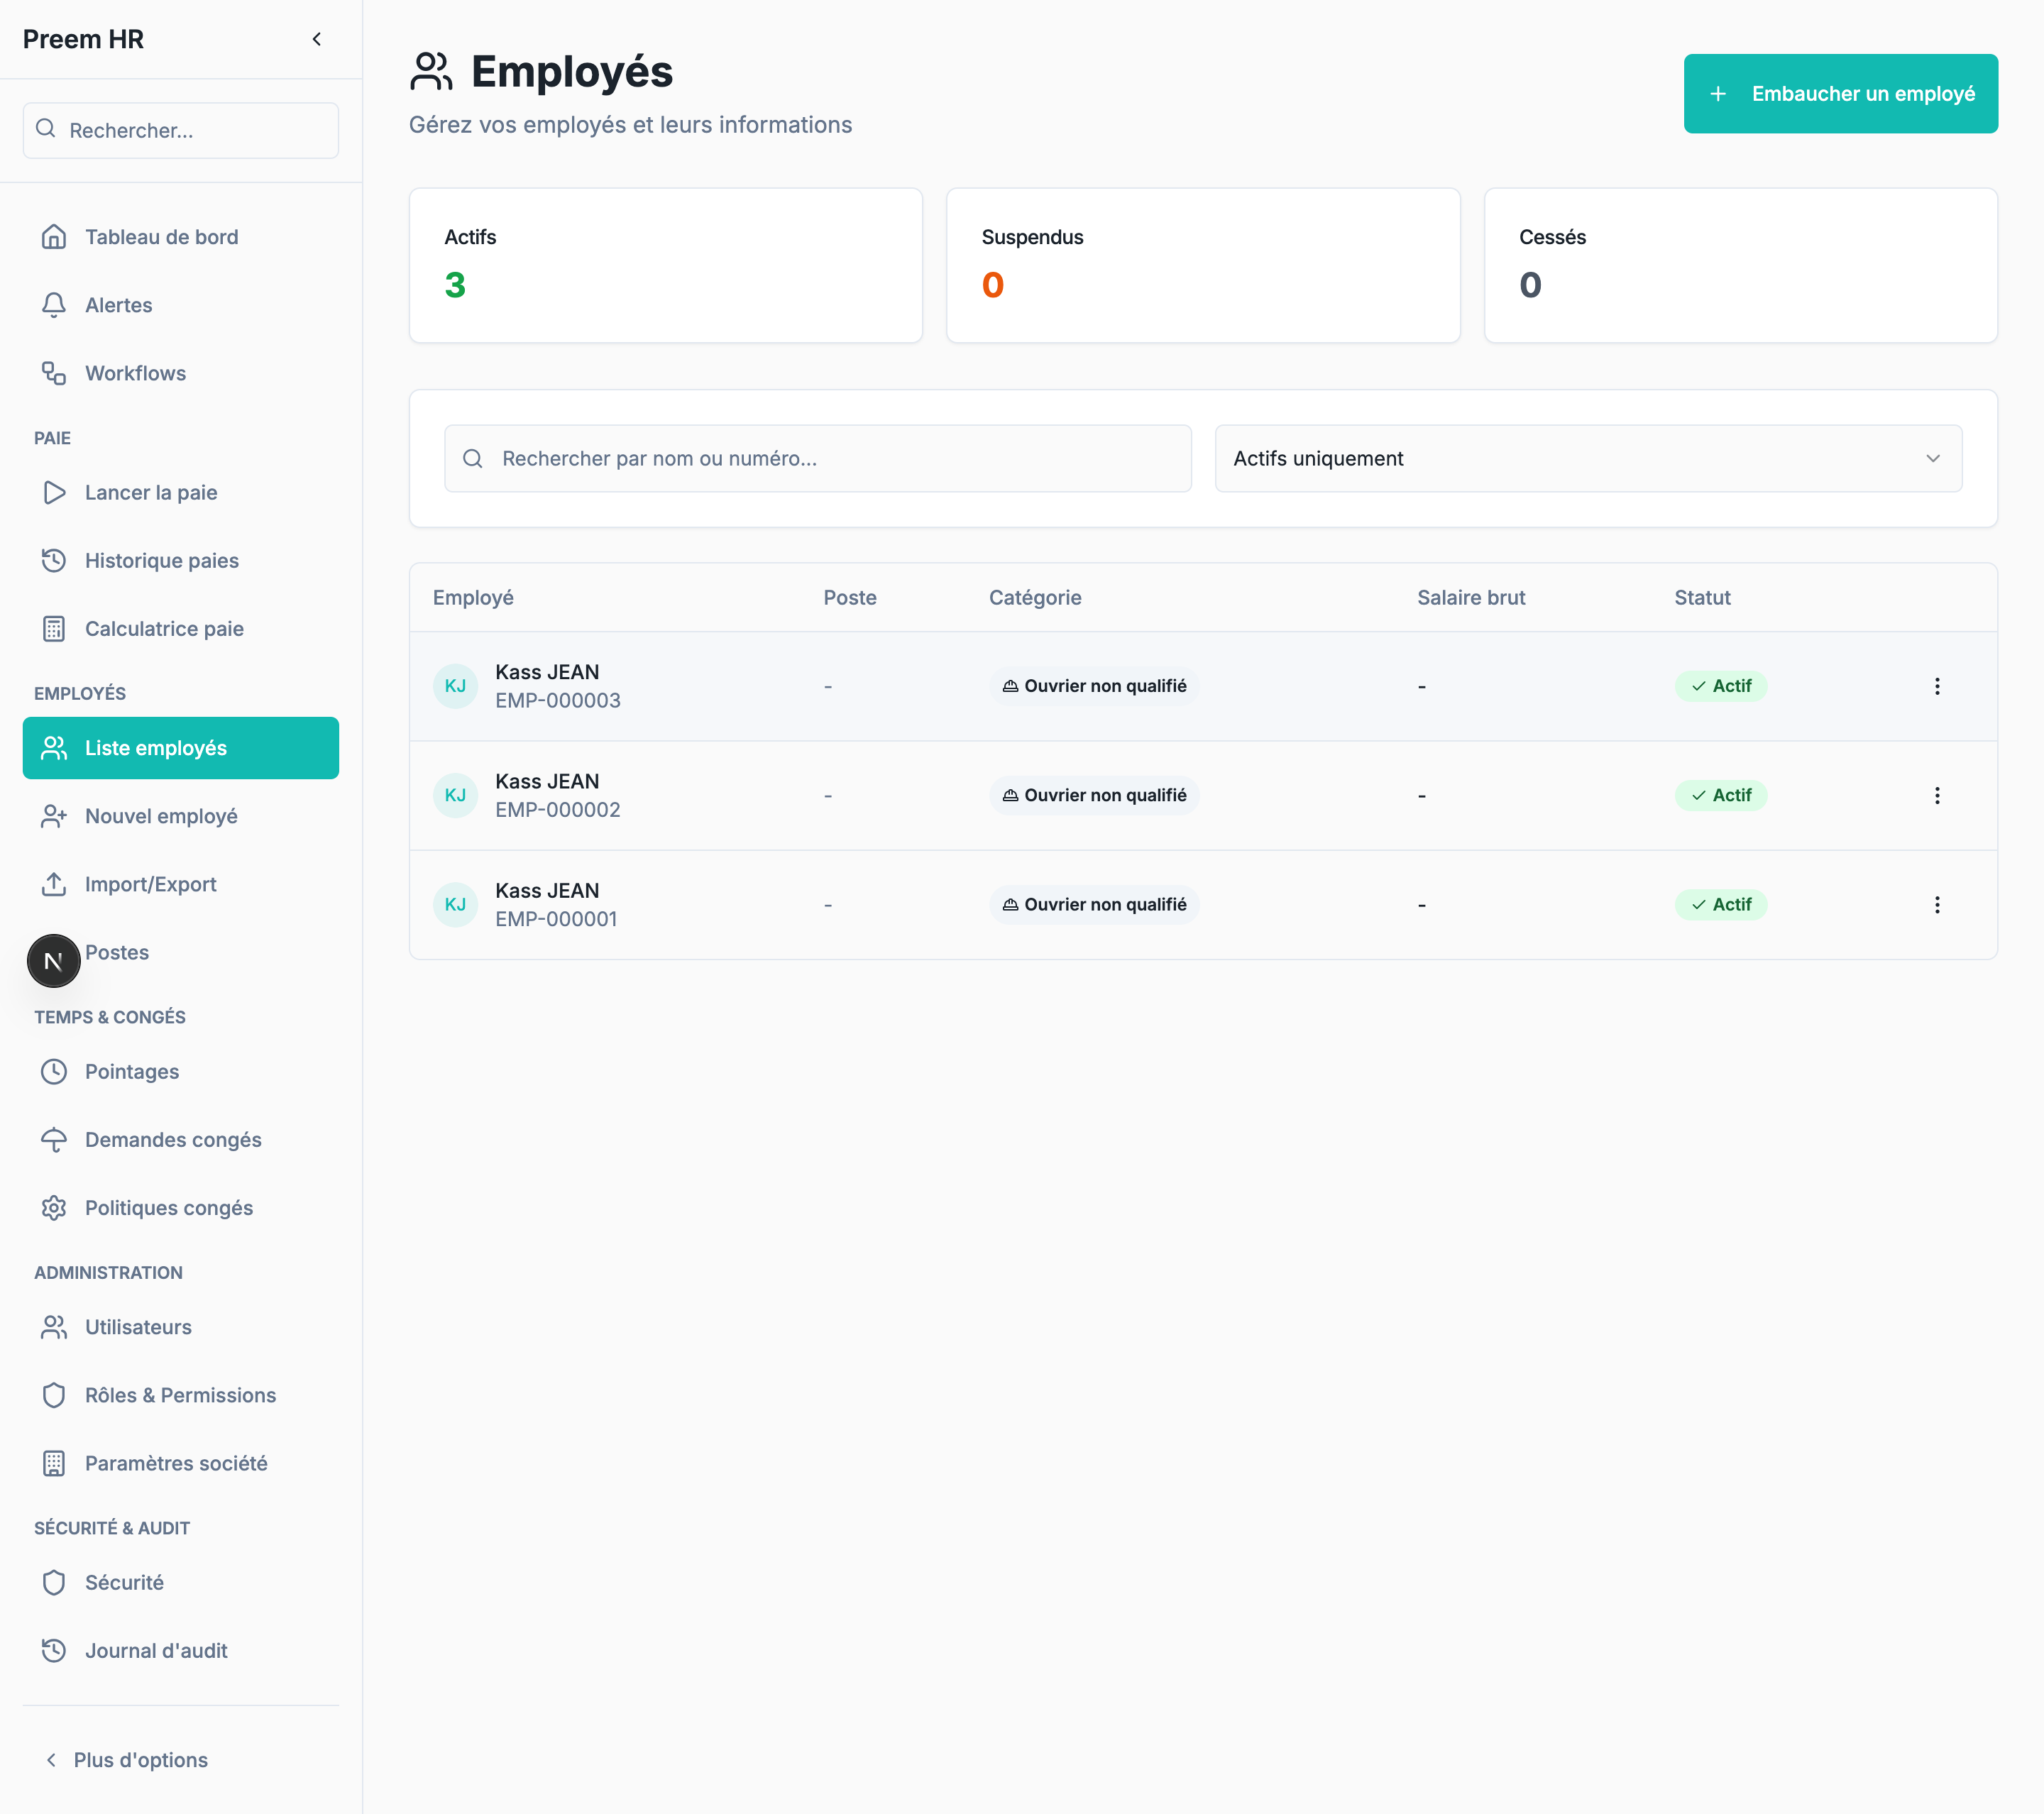 Preem HR
Rechercher...
Tableau de bord
Alertes
Workflows
PAIE
Lancer la paie
Historique paies
Calculatrice paie
EMPLOYÉS
Liste employés
Nouvel employé
Import/Export
N
Postes
TEMPS & CONGÉS
Pointages
Demandes congés
Politiques congés
ADMINISTRATION
Utilisateurs
Rôles & Permissions
Paramètres société
SÉCURITÉ & AUDIT
Sécurité
Journal d'audit
Plus d'options
Employés
Gérez vos employés et leurs informations
+ Embaucher un employé
Actifs
3
Suspendus
0
Cessés
0
Rechercher par nom ou numéro...
Actifs uniquement
Employé Poste Catégorie Salaire brut Statut
KJ Kass JEAN - Ouvrier non qualifié - Actif
EMP-000003
KJ Kass JEAN - Ouvrier non qualifié - Actif
EMP-000002
KJ Kass JEAN - Ouvrier non qualifié - Actif
EMP-000001